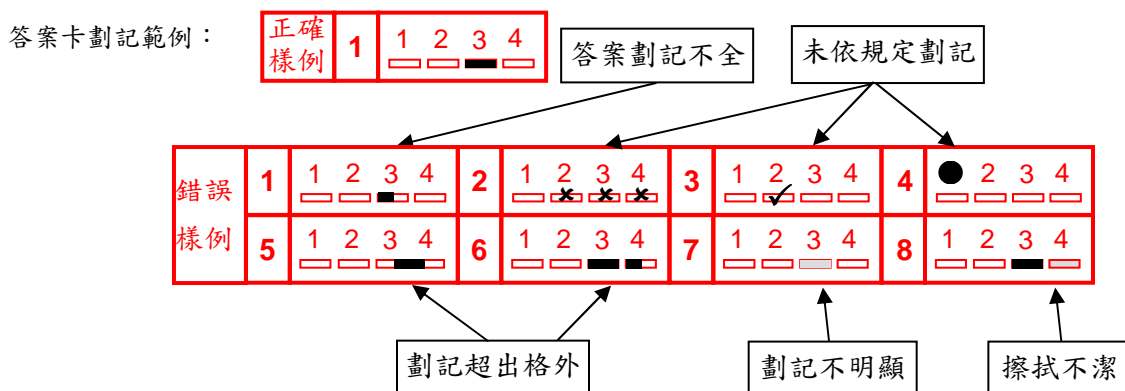 答案卡劃記範例：
正確
樣例
1
1 2 3 4
答案劃記不全
未依規定劃記
錯誤
樣例
1
1 2 3 4
2
1 2 3 4
3
1 2 3 4
4
2 3 4
5
1 2 3 4
6
1 2 3 4
7
1 2 3 4
8
1 2 3 4
劃記超出格外
劃記不明顯
擦拭不潔